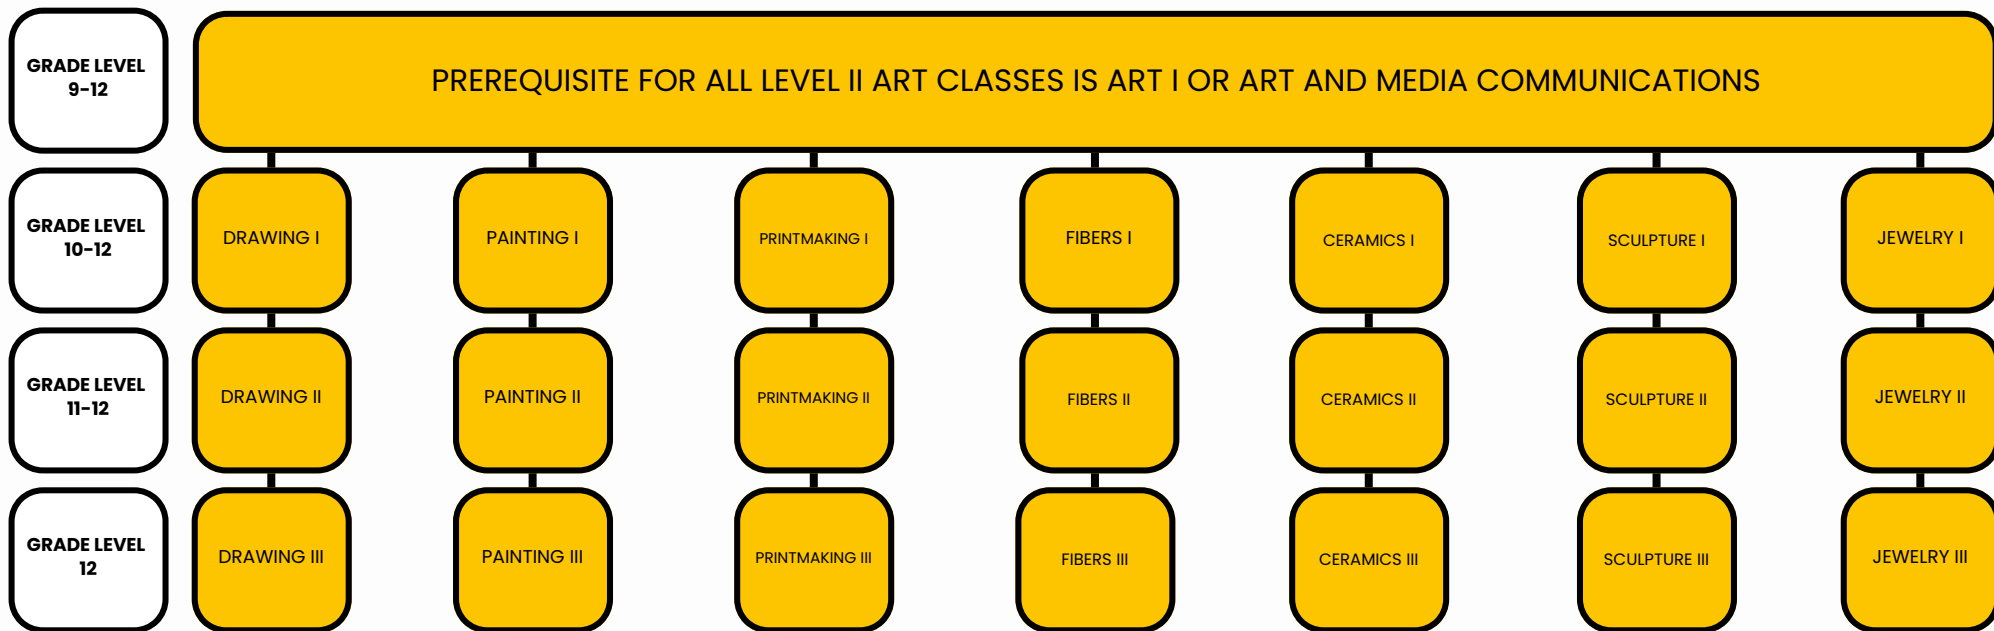 GRADE LEVEL
9-12
PREREQUISITE FOR ALL LEVEL II ART CLASSES IS ART I OR ART AND MEDIA COMMUNICATIONS
GRADE LEVEL
10-12
DRAWING I
PAINTING I
PRINTMAKING I
FIBERS I
CERAMICS I
SCULPTURE I
JEWELRY I
GRADE LEVEL
11-12
DRAWING II
PAINTING II
PRINTMAKING II
FIBERS II
CERAMICS II
SCULPTURE II
JEWELRY II
GRADE LEVEL
12
DRAWING III
PAINTING III
PRINTMAKING III
FIBERS III
CERAMICS III
SCULPTURE III
JEWELRY III